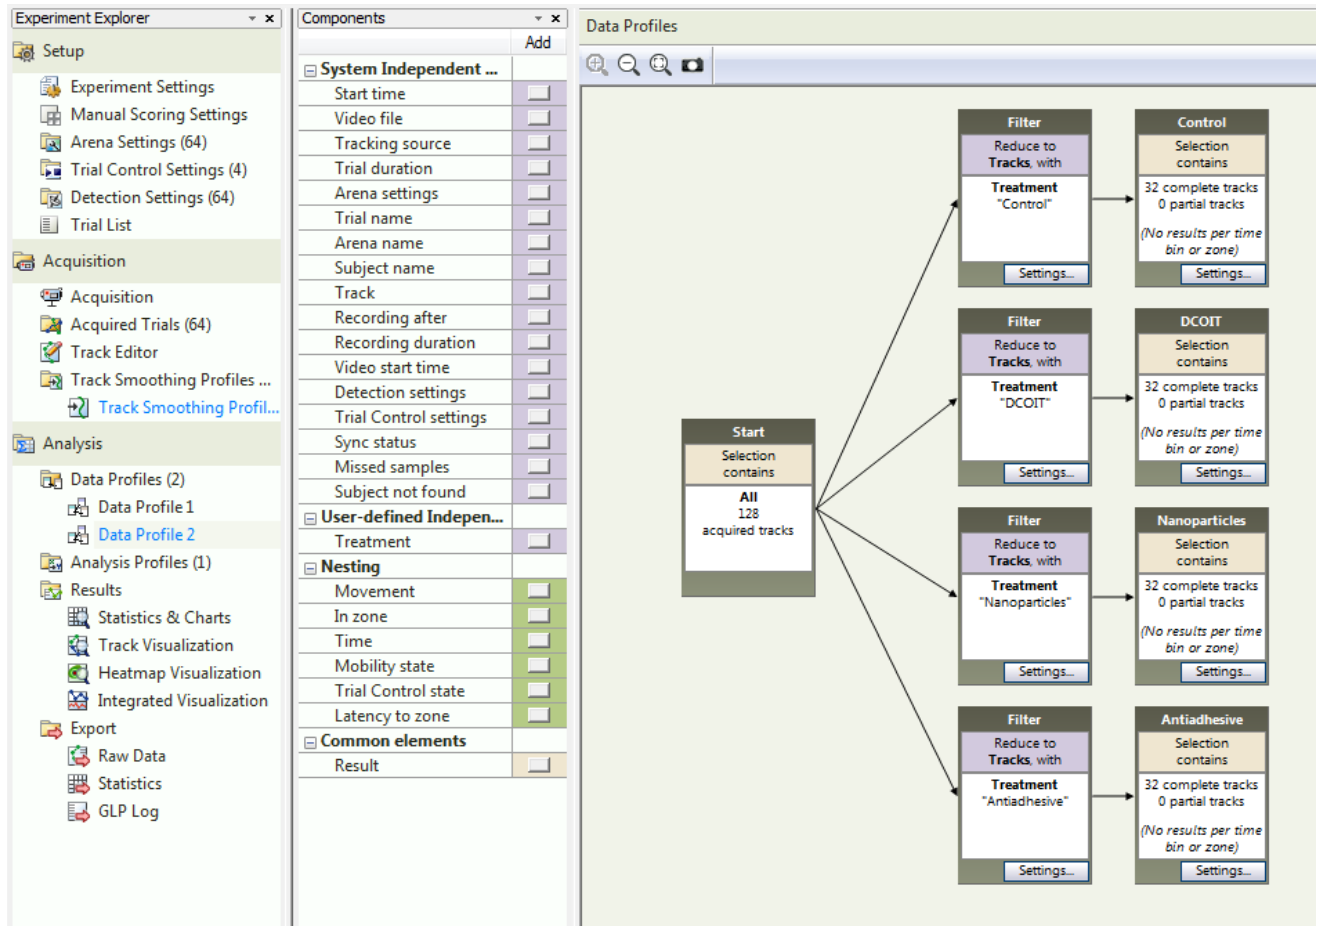 Experiment Explorer
Setup
Experiment Settings
Manual Scoring Settings
Arena Settings (64)
Trial Control Settings (4)
Detection Settings (64)
Trial List
Acquisition
Acquisition
Acquired Trials (64)
Track Editor
Track Smoothing Profiles ...
Track Smoothing Profil...
Analysis
Data Profiles (2)
Data Profile 1
Data Profile 2
Analysis Profiles (1)
Results
Statistics & Charts
Track Visualization
Heatmap Visualization
Integrated Visualization
Export
Raw Data
Statistics
GLP Log
Components
Add
System Independent ...
Start time
Video file
Tracking source
Trial duration
Arena settings
Trial name
Arena name
Subject name
Track
Recording after
Recording duration
Video start time
Detection settings
Trial Control settings
Sync status
Missed samples
Subject not found
User-defined Indepen...
Treatment
Nesting
Movement
In zone
Time
Mobility state
Trial Control state
Latency to zone
Common elements
Result
Data Profiles
Start
Selection
contains
All
128
acquired tracks
Filter
Reduce to
Tracks, with
Treatment
"Control"
Settings...
Control
Selection
contains
32 complete tracks
0 partial tracks
(No results per time
bin or zone)
Settings...
Filter
Reduce to
Tracks, with
Treatment
"DCOIT"
Settings...
DCOIT
Selection
contains
32 complete tracks
0 partial tracks
(No results per time
bin or zone)
Settings...
Filter
Reduce to
Tracks, with
Treatment
"Nanoparticles"
Settings...
Nanoparticles
Selection
contains
32 complete tracks
0 partial tracks
(No results per time
bin or zone)
Settings...
Filter
Reduce to
Tracks, with
Treatment
"Antiadhesive"
Settings...
Antiadhesive
Selection
contains
32 complete tracks
0 partial tracks
(No results per time
bin or zone)
Settings...